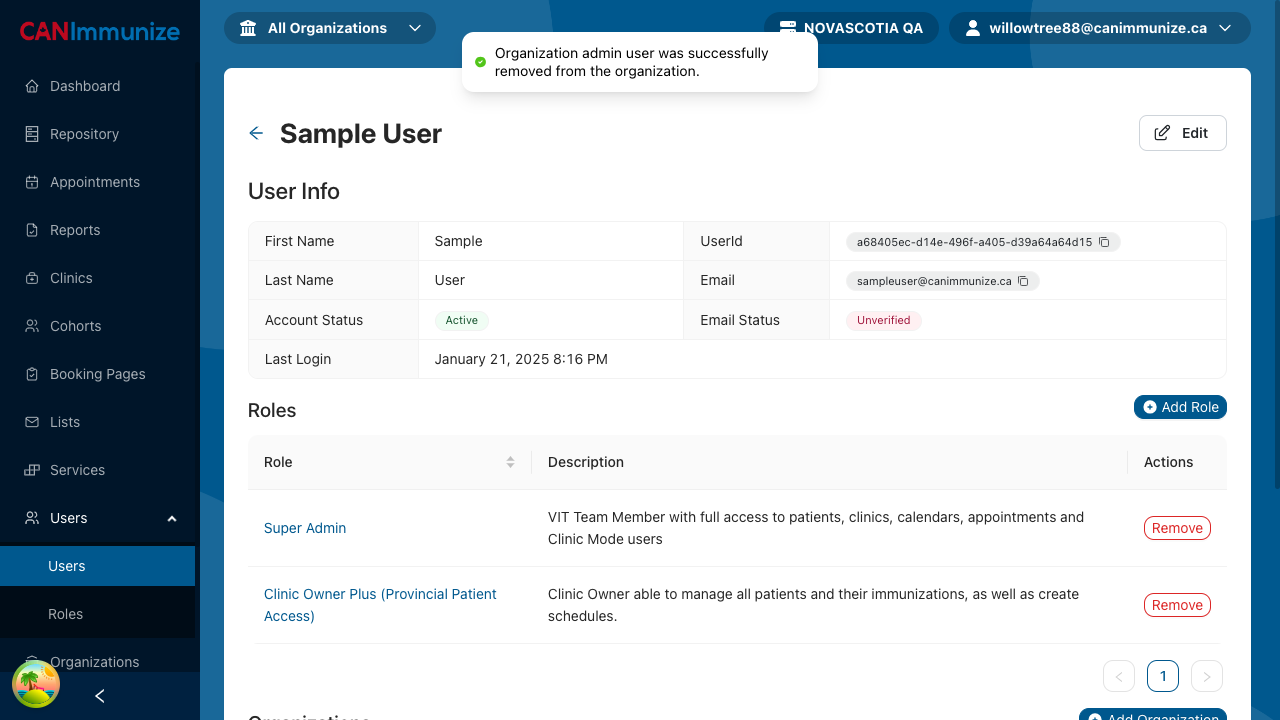 CANImmunize
All Organizations
NOVASCOTIA QA
willowtree88@canimmunize.ca
Organization admin user was successfully
removed from the organization.
Dashboard
Repository
Appointments
Reports
Clinics
Cohorts
Booking Pages
Lists
Services
Users
Users
Roles
Organizations
Sample User
Edit
User Info
First Name
Sample
UserId
a68405ec-d14e-496f-a405-d39a64a64d15
Last Name
User
Email
sampleuser@canimmunize.ca
Account Status
Active
Email Status
Unverified
Last Login
January 21, 2025 8:16 PM
Roles
Add Role
Role
Description
Actions
Super Admin
VIT Team Member with full access to patients, clinics, calendars, appointments and
Clinic Mode users
Remove
Clinic Owner Plus (Provincial Patient
Access)
Clinic Owner able to manage all patients and their immunizations, as well as create
schedules.
Remove
1
Organizations
Add Organization